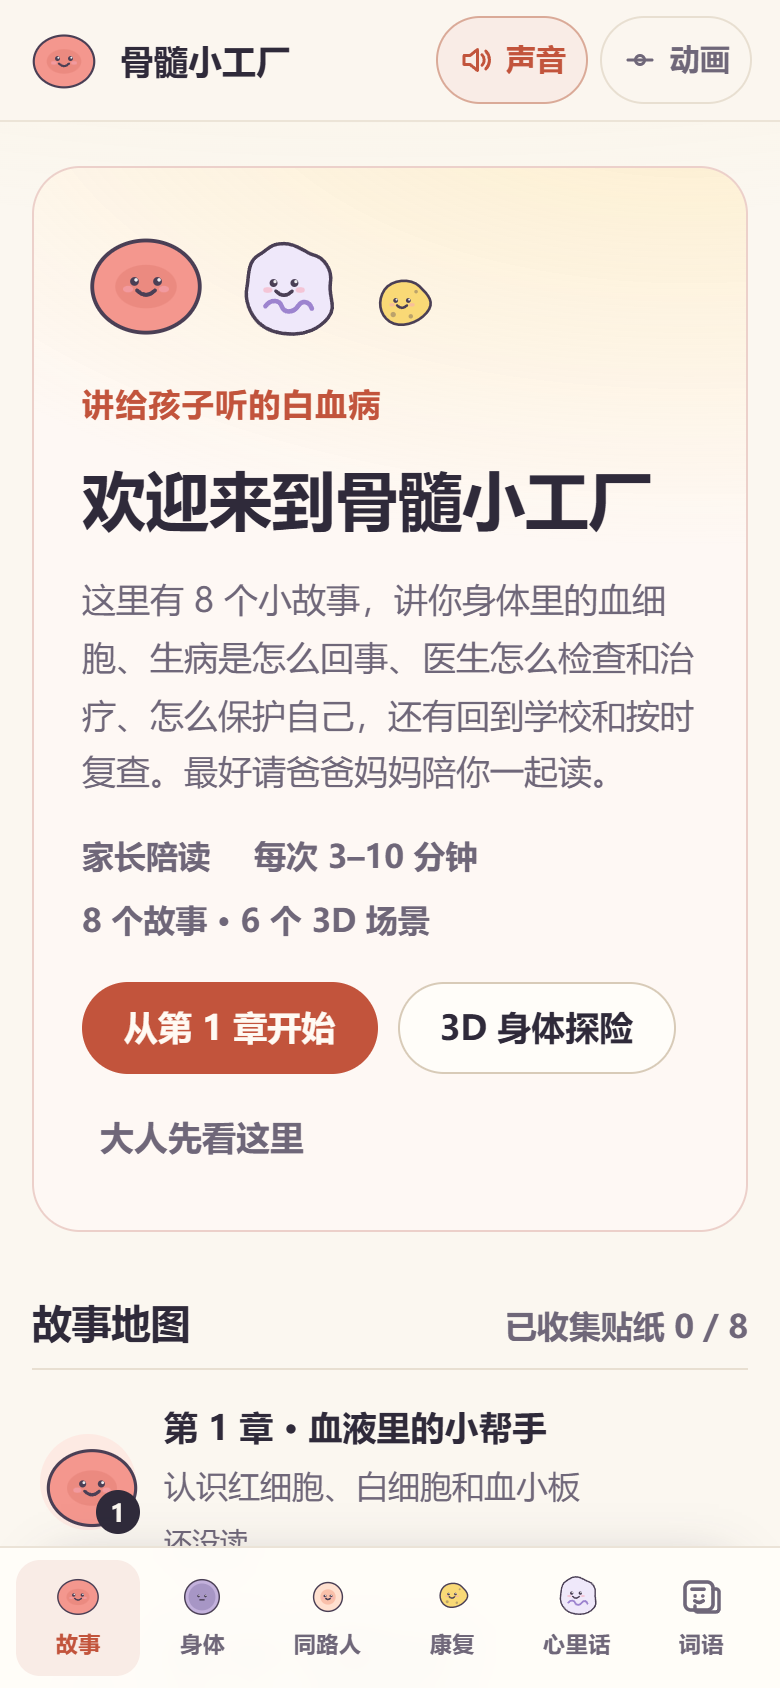 骨髓小工厂
声音
动画
讲给孩子听的白血病
欢迎来到骨髓小工厂
这里有 8 个小故事，讲你身体里的血细
胞、生病是怎么回事、医生怎么检查和治
疗、怎么保护自己，还有回到学校和按时
复查。最好请爸爸妈妈陪你一起读。
家长陪读 每次 3–10 分钟
8 个故事 • 6 个 3D 场景
从第 1 章开始
3D 身体探险
大人先看这里
故事地图
已收集贴纸 0 / 8
第 1 章 • 血液里的小帮手
认识红细胞、白细胞和血小板
1
还没读
故事
身体
同路人
康复
心里话
词语